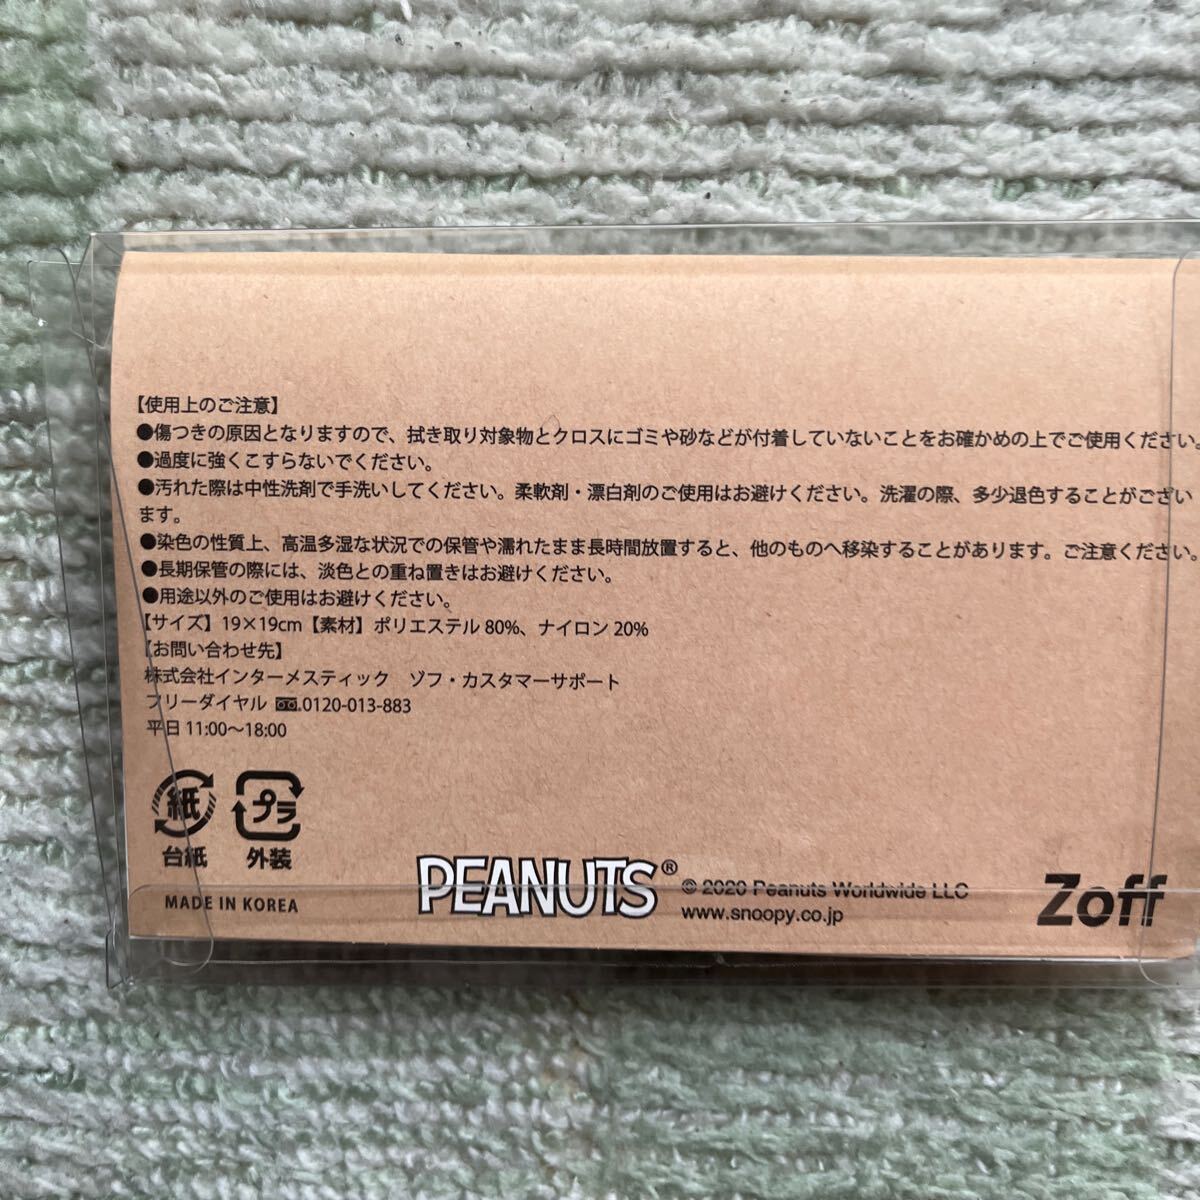 【使用上のご注意】
●傷つきの原因となりますので、拭き取り対象物とクロスにゴミや砂などが付着していないことをお確かめの上でご使用ください。
●過度に強くこすらないでください。
●汚れた際は中性洗剤で手洗いしてください。柔軟剤・漂白剤のご使用はお避けください。洗濯の際、多少退色することがござい
ます。
●染色の性質上、高温多湿な状況での保管や濡れたまま長時間放置すると、他のものへ移染することがあります。ご注意ください。
●長期保管の際には、淡色との重ね置きはお避けください。
●用途以外のご使用はお避けください。
【サイズ】19×19cm【素材】ポリエステル 80%、ナイロン 20%
【お問い合わせ先】
株式会社インターメスティック　ゾフ・カスタマーサポート
フリーダイヤル 0120-013-883
平日 11:00〜18:00
紙 プラ
台紙 外装
MADE IN KOREA
PEANUTS® © 2020 Peanuts Worldwide LLC
www.snoopy.co.jp
Zoff